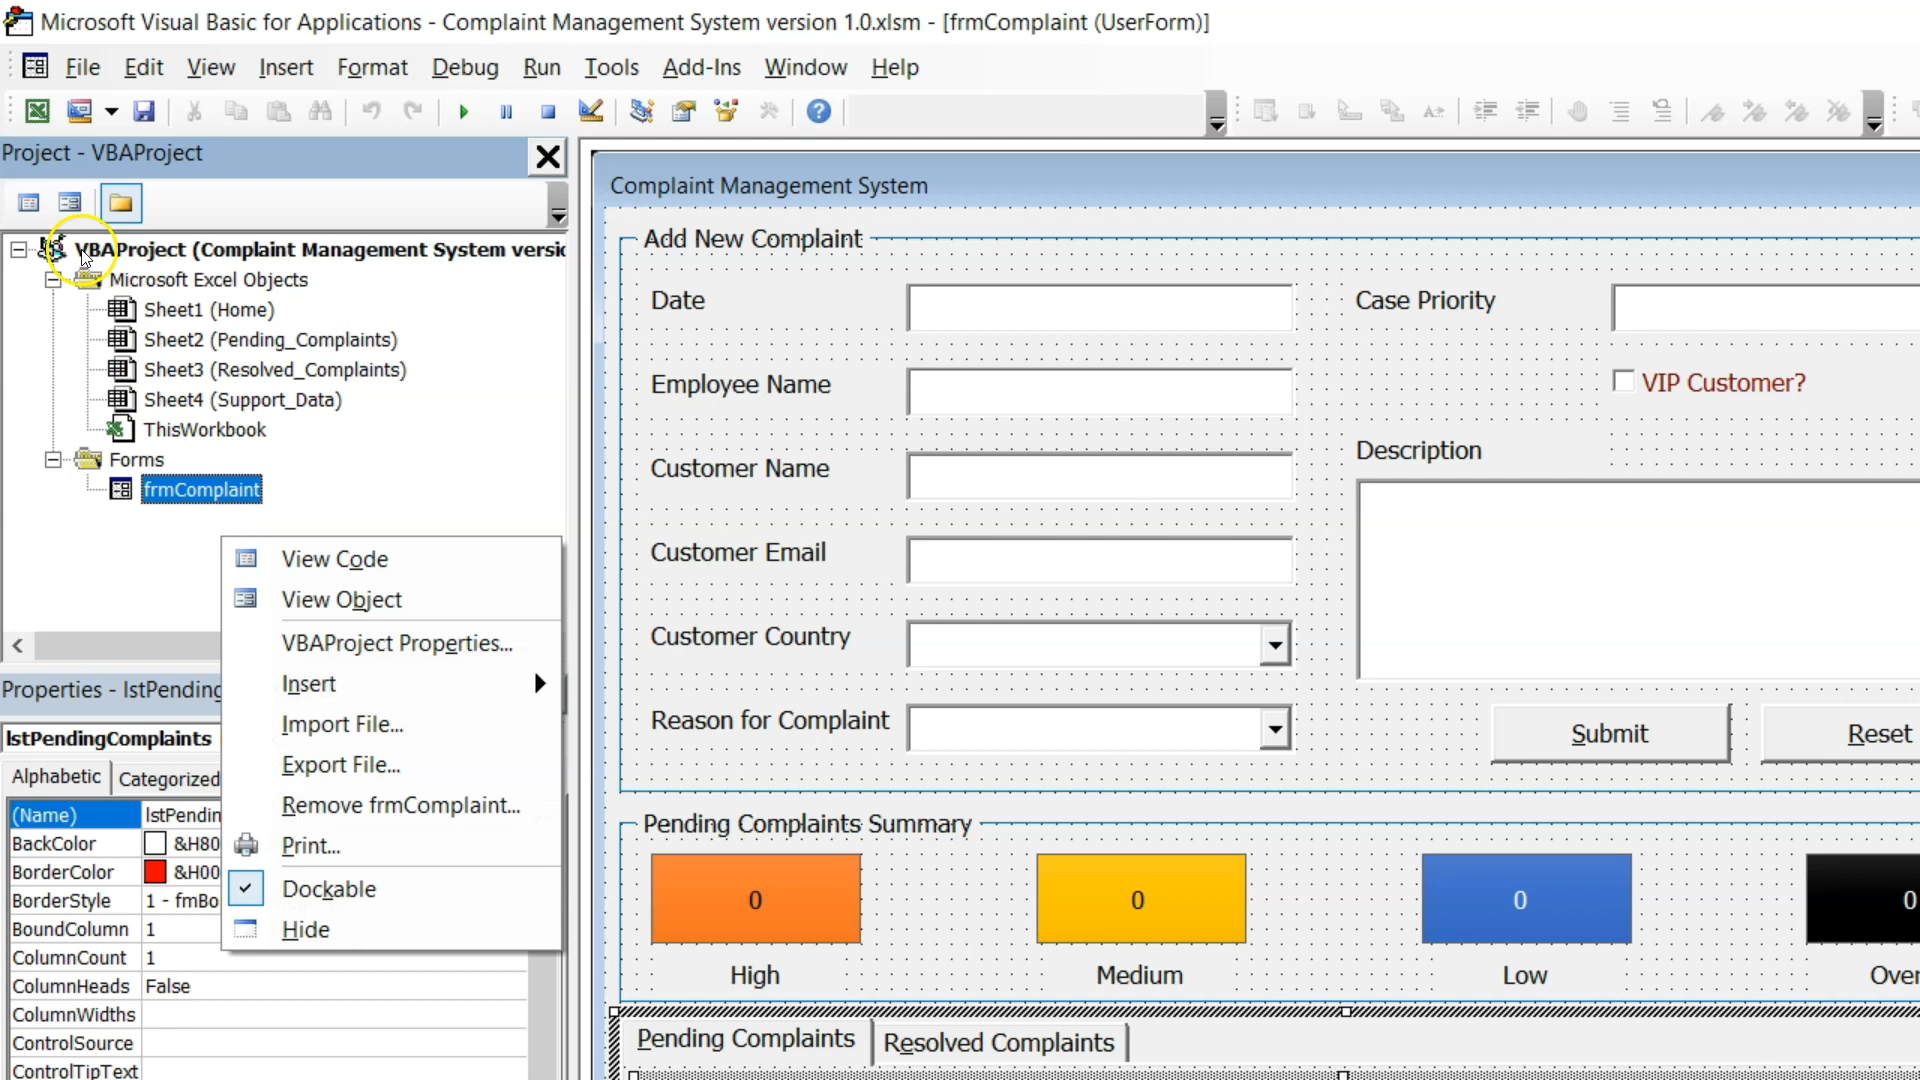 Microsoft Visual Basic for Applications - Complaint Management System version 1.0.xlsm - [frmComplaint (UserForm)]
File Edit View Insert Format Debug Run Tools Add-Ins Window Help
Project - VBAProject
VBAProject (Complaint Management System versio
Microsoft Excel Objects
Sheet1 (Home)
Sheet2 (Pending_Complaints)
Sheet3 (Resolved_Complaints)
Sheet4 (Support_Data)
ThisWorkbook
Forms
frmComplaint
View Code
View Object
VBAProject Properties...
Insert
Import File...
Export File...
Remove frmComplaint...
Print...
Dockable
Hide
Properties - lstPending
lstPendingComplaints
Alphabetic Categorized
(Name) lstPendin
BackColor &H80
BorderColor &H00
BorderStyle 1 - fmBo
BoundColumn 1
ColumnCount 1
ColumnHeads False
ColumnWidths
ControlSource
ControlTipText
Complaint Management System
Add New Complaint
Date
Case Priority
Employee Name
VIP Customer?
Customer Name
Description
Customer Email
Customer Country
Reason for Complaint
Submit
Reset
Pending Complaints Summary
0 0 0 0
High Medium Low Over
Pending Complaints Resolved Complaints